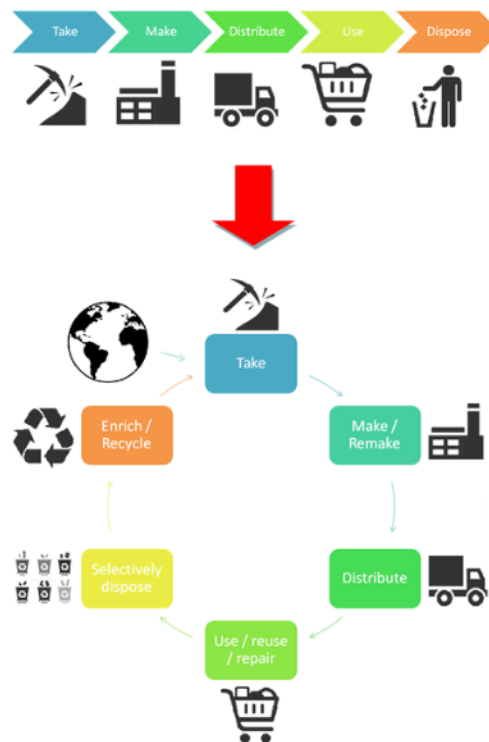 Take
Make
Distribute
Use
Dispose
Take
Enrich /
Recycle
Make /
Remake
Selectively
dispose
Distribute
Use / reuse
/ repair